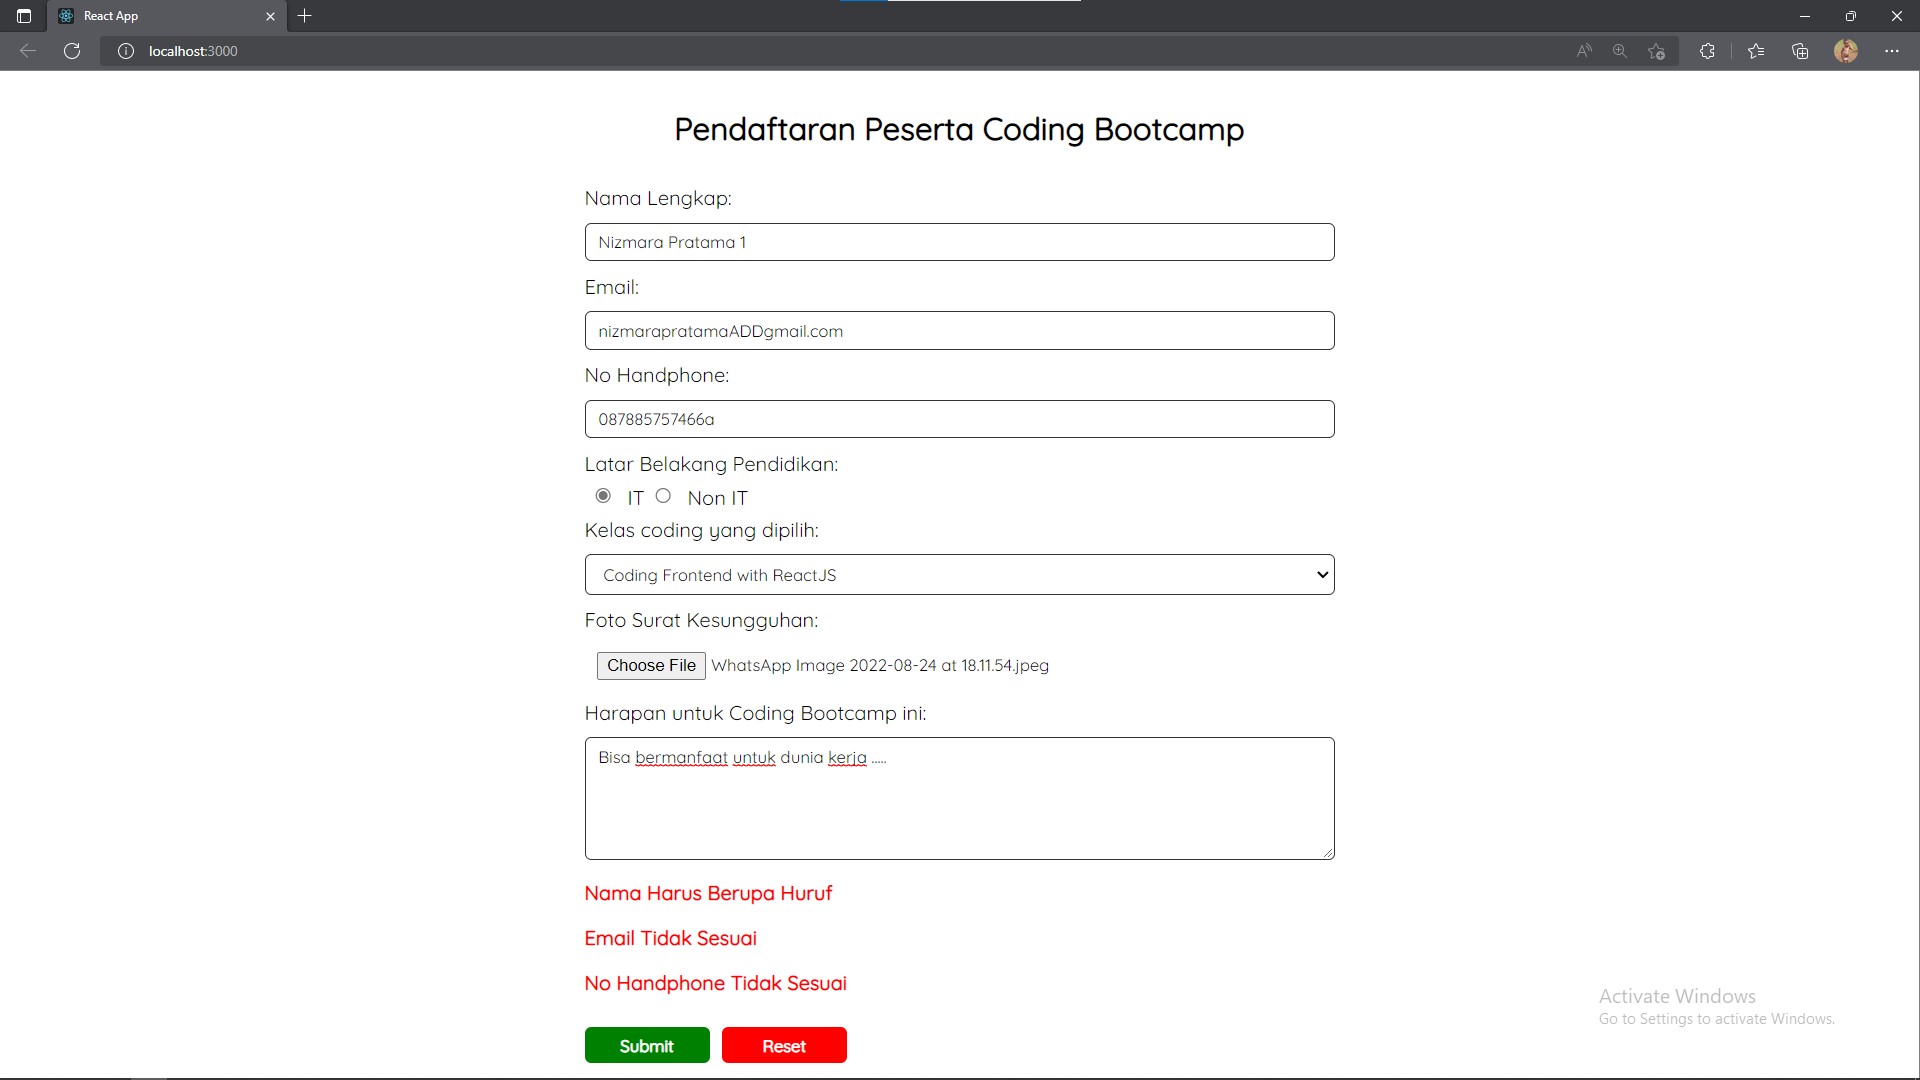 React App
localhost:3000
Pendaftaran Peserta Coding Bootcamp
Nama Lengkap:
Nizmara Pratama 1
Email:
nizmarapratamaADDgmail.com
No Handphone:
087885757466a
Latar Belakang Pendidikan:
IT Non IT
Kelas coding yang dipilih:
Coding Frontend with ReactJS
Foto Surat Kesungguhan:
Choose File WhatsApp Image 2022-08-24 at 18.11.54.jpeg
Harapan untuk Coding Bootcamp ini:
Bisa bermanfaat untuk dunia kerja .....
Nama Harus Berupa Huruf
Email Tidak Sesuai
No Handphone Tidak Sesuai
Activate Windows
Go to Settings to activate Windows.
Submit Reset